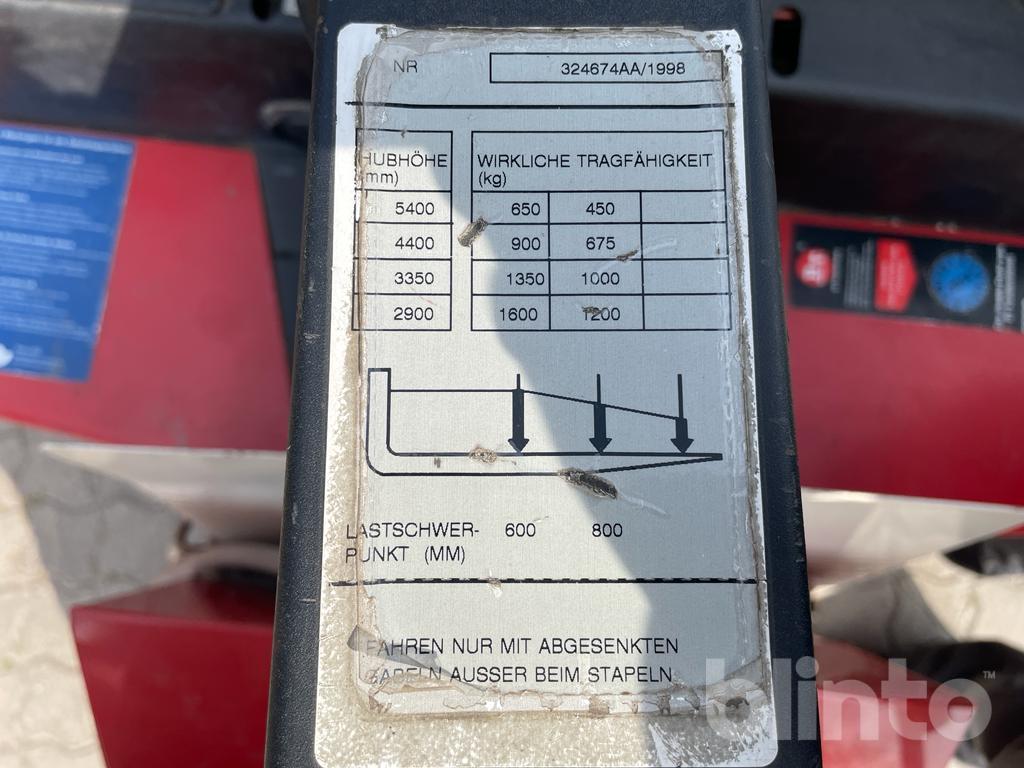 NR 324674AA/1998
HUBHÖHE WIRKLICHE TRAGFÄHIGKEIT
(mm) (kg)
5400 650 450
4400 900 675
3350 1350 1000
2900 1600 1200
LASTSCHWER- 600 800
PUNKT (MM)
FAHREN NUR MIT ABGESENKTEN
GABELN AUSSER BEIM STAPELN
blinto™